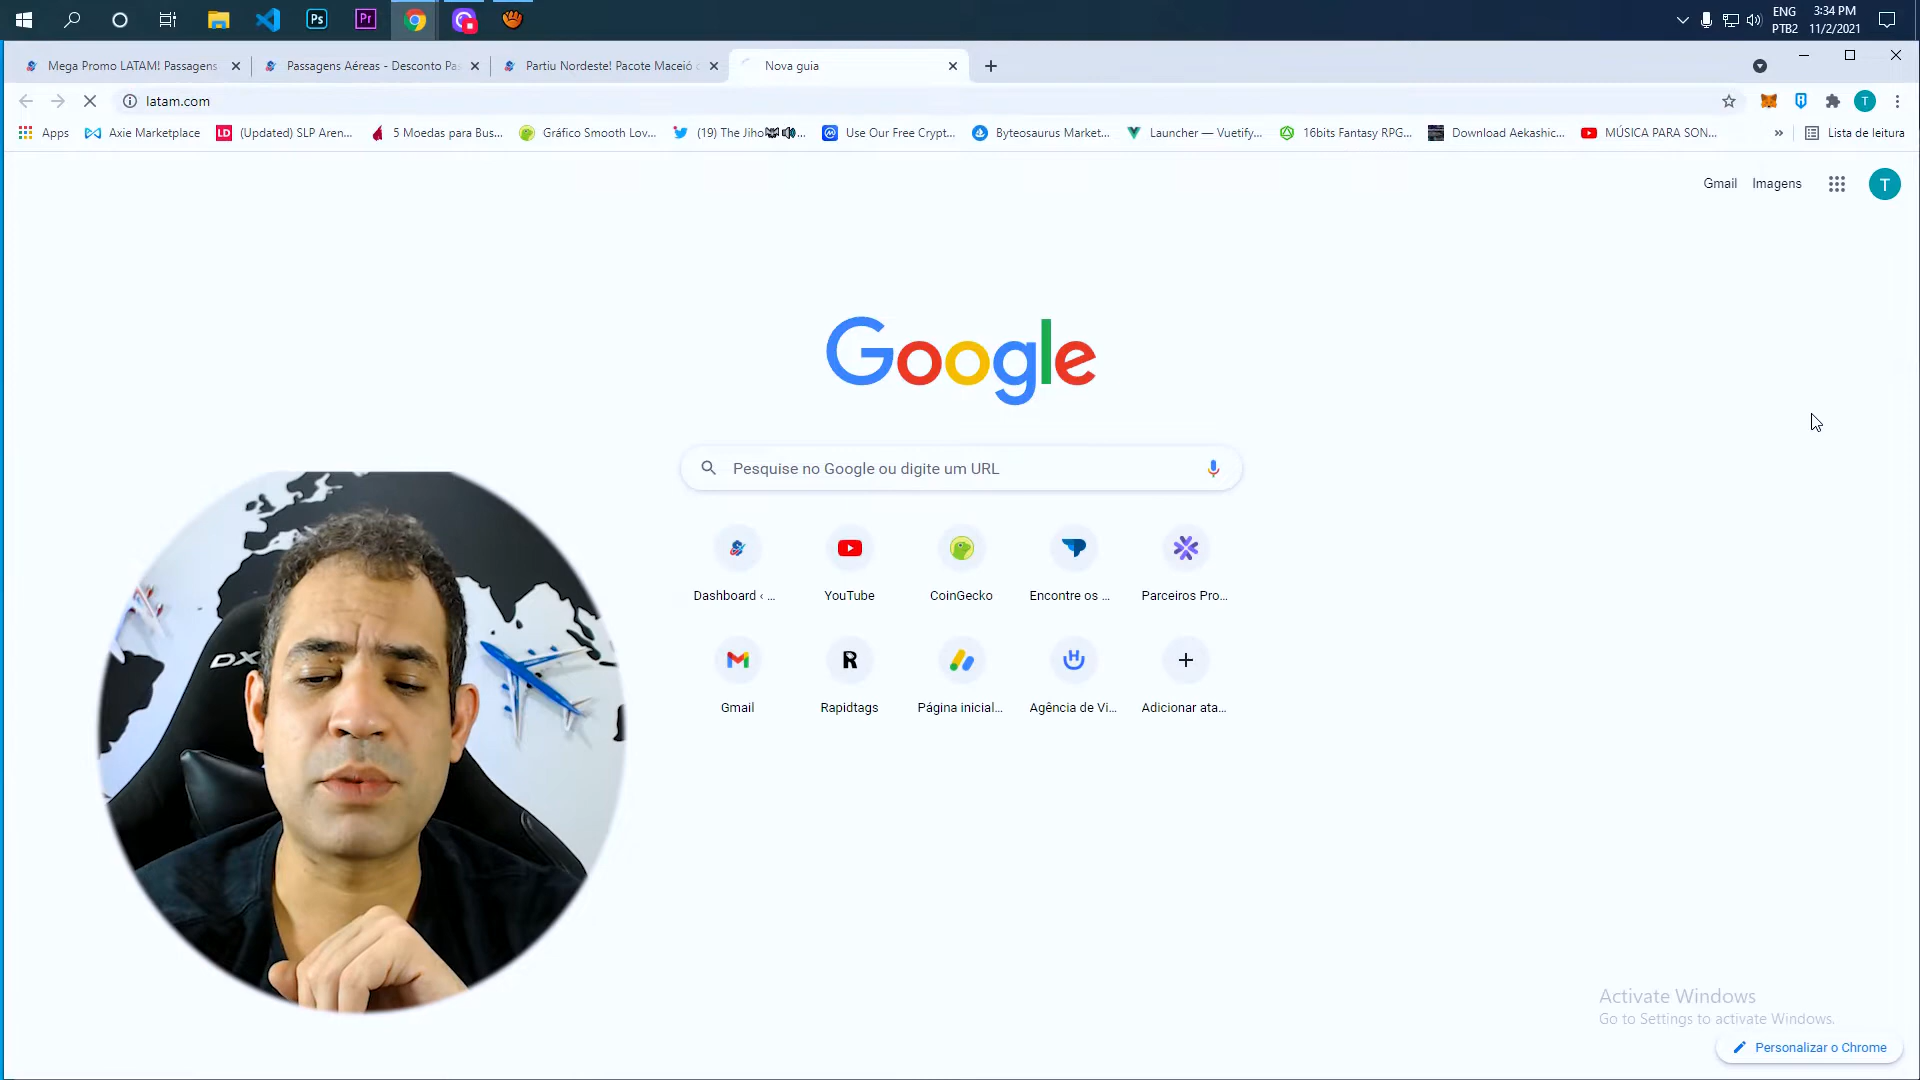 Ps
Pr
ENG
PTB2
3:34 PM
11/2/2021
Mega Promo LATAM! Passagens
Passagens Aéreas - Desconto Pa
Partiu Nordeste! Pacote Maceió
Nova guia
latam.com
T
Apps
Axie Marketplace
LD
(Updated) SLP Aren...
5 Moedas para Bus...
Gráfico Smooth Lov...
(19) The Jiho...
Use Our Free Crypt...
Byteosaurus Market...
Launcher — Vuetify...
16bits Fantasy RPG...
Download Aekashic...
MÚSICA PARA SON...
»
Lista de leitura
Gmail
Imagens
T
Google
Pesquise no Google ou digite um URL
Dashboard ‹ ...
YouTube
CoinGecko
Encontre os ...
Parceiros Pro...
R
Gmail
Rapidtags
Página inicial...
Agência de Vi...
Adicionar ata...
DX
Activate Windows
Go to Settings to activate Windows.
Personalizar o Chrome